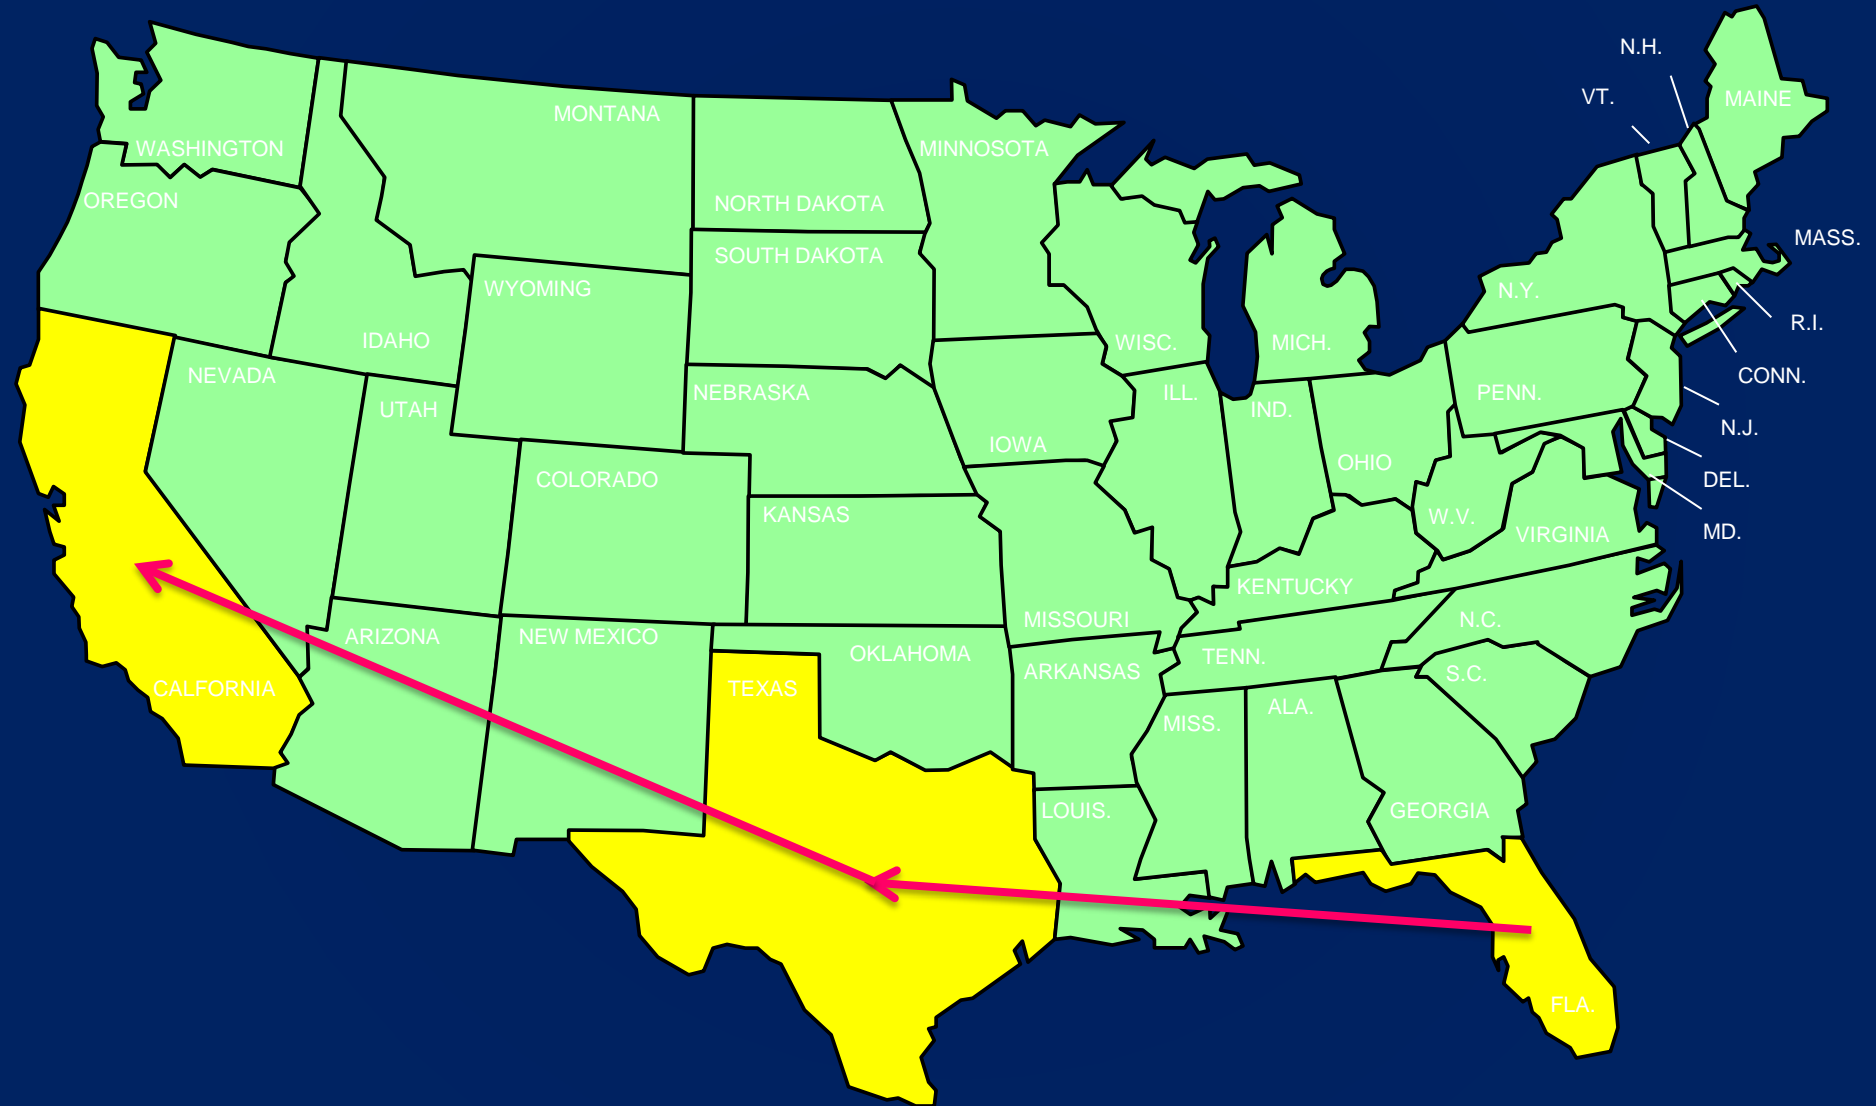 N.H.
VT.
MAINE
MONTANA
WASHINGTON
MINNOSOTA
OREGON
NORTH DAKOTA
MASS.
SOUTH DAKOTA
WYOMING
N.Y.
R.I.
IDAHO
WISC.
MICH.
NEVADA
CONN.
NEBRASKA
ILL.
PENN.
UTAH
IND.
N.J.
IOWA
OHIO
COLORADO
DEL.
KANSAS
W.V.
VIRGINIA
MD.
KENTUCKY
MISSOURI
N.C.
ARIZONA
NEW MEXICO
OKLAHOMA
TENN.
ARKANSAS
S.C.
CALFORNIA
TEXAS
ALA.
MISS.
LOUIS.
GEORGIA
FLA.